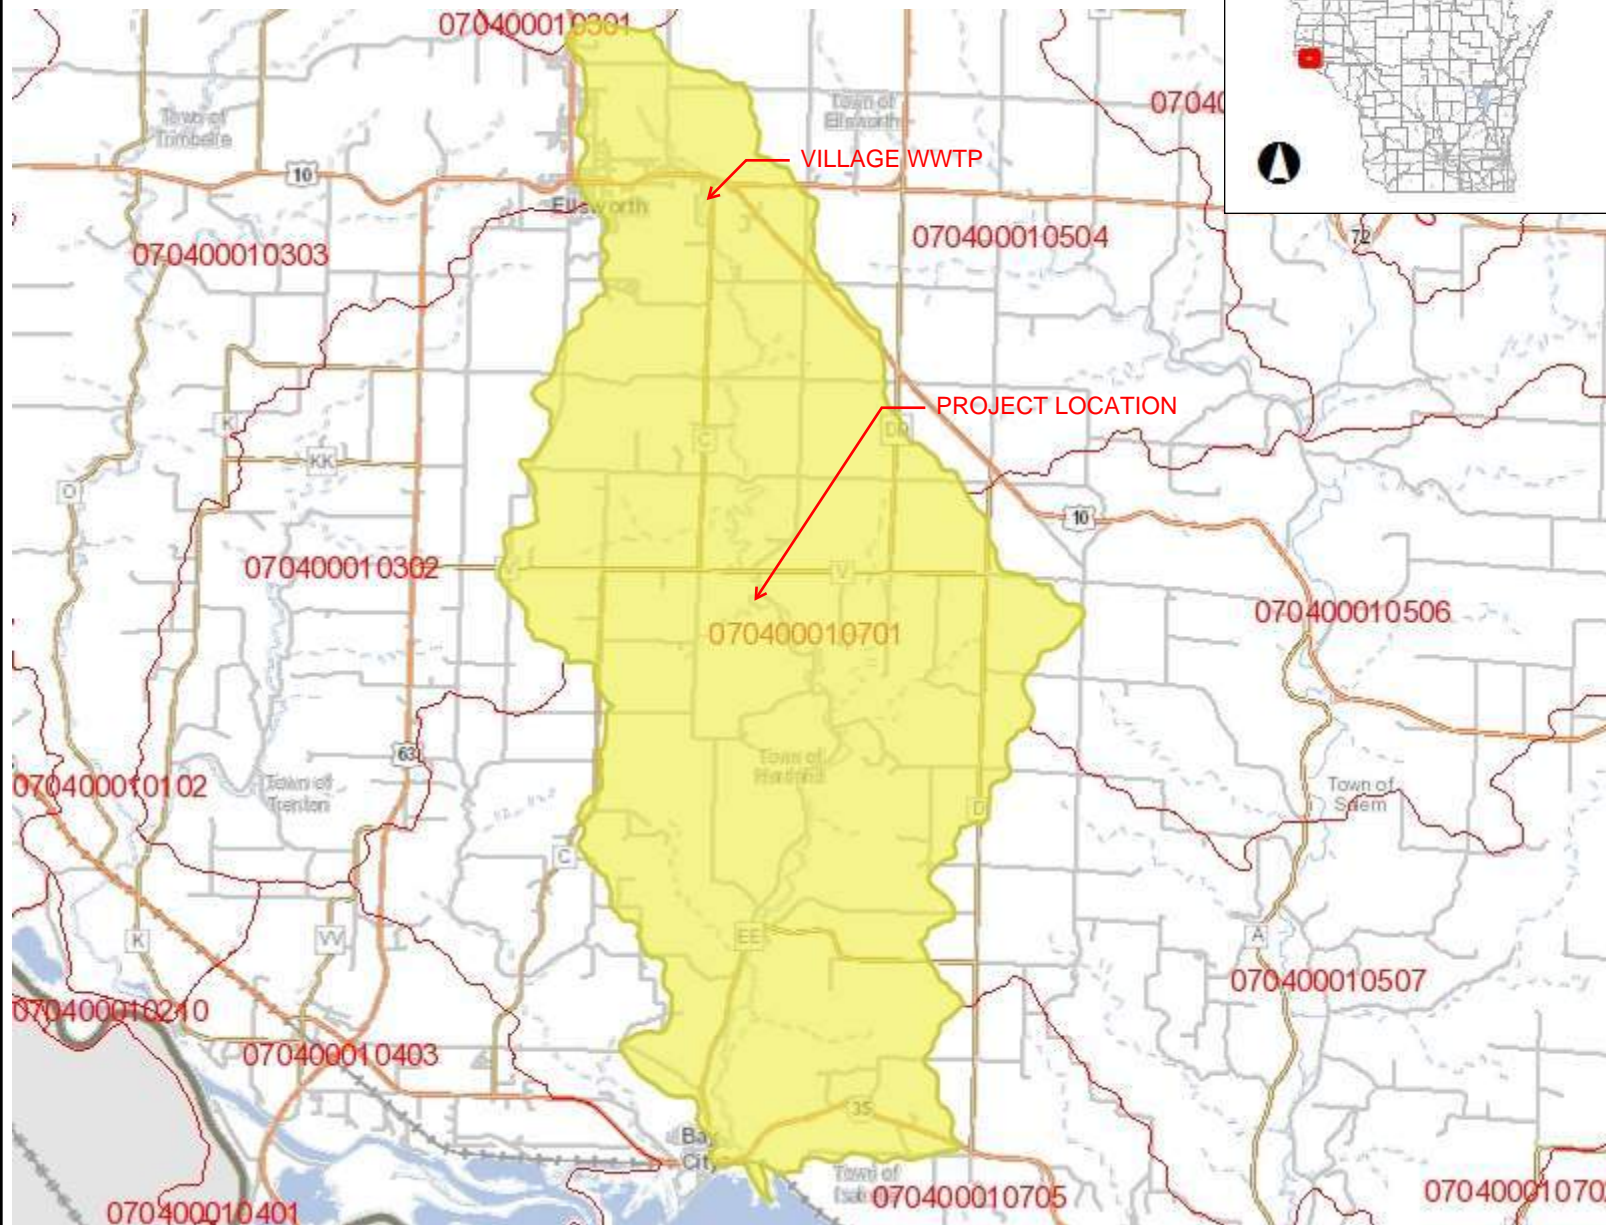 070400010301
Town of
Trimbelle
Town of
Ellsworth
10
VILLAGE WWTP
Ellsworth
070400010303
070400010504
72
PROJECT LOCATION
K
C
DD
KK
O
10
070400010302
V
070400010506
070400010701
63
Town of
Hartland
070400010102
Town of
Trenton
Town of
Salem
D
C
K
VV
EE
A
070400010507
070400010210
070400010403
35
Bay
City
Town of
070400010705
070400010401